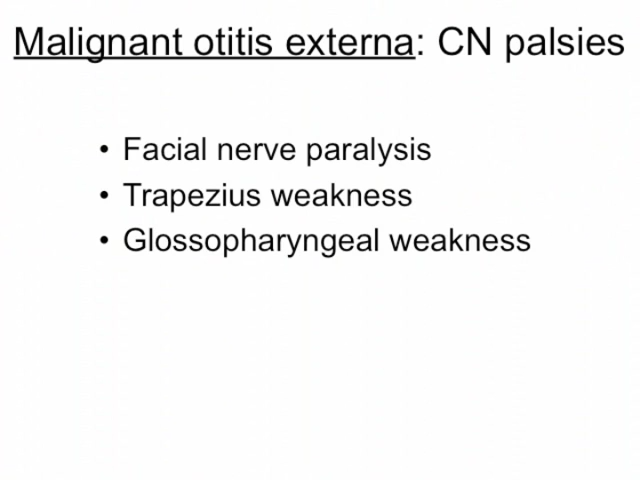 Malignant otitis externa: CN palsies
• Facial nerve paralysis
• Trapezius weakness
• Glossopharyngeal weakness